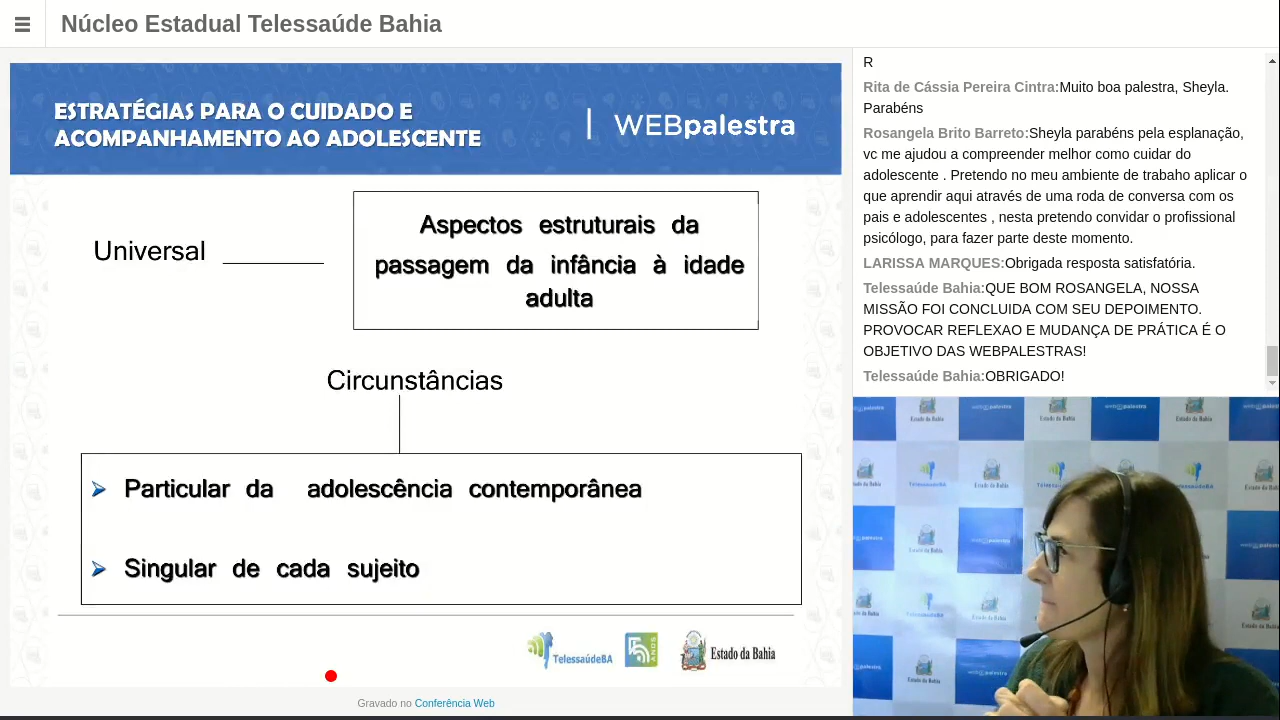 Núcleo Estadual Telessaúde Bahia
ESTRATÉGIAS PARA O CUIDADO E
ACOMPANHAMENTO AO ADOLESCENTE
| WEBpalestra
Universal
Aspectos estruturais da
passagem da infância à idade
adulta
Circunstâncias
Particular da adolescência contemporânea
Singular de cada sujeito
TelessaúdeBA
5 ANOS
Estado da Bahia
Gravado no Conferência Web
R
Rita de Cássia Pereira Cintra:Muito boa palestra, Sheyla.
Parabéns
Rosangela Brito Barreto:Sheyla parabéns pela esplanação,
vc me ajudou a compreender melhor como cuidar do
adolescente . Pretendo no meu ambiente de trabaho aplicar o
que aprendir aqui através de uma roda de conversa com os
pais e adolescentes , nesta pretendo convidar o profissional
psicólogo, para fazer parte deste momento.
LARISSA MARQUES:Obrigada resposta satisfatória.
Telessaúde Bahia:QUE BOM ROSANGELA, NOSSA
MISSÃO FOI CONCLUIDA COM SEU DEPOIMENTO.
PROVOCAR REFLEXAO E MUDANÇA DE PRÁTICA É O
OBJETIVO DAS WEBPALESTRAS!
Telessaúde Bahia:OBRIGADO!